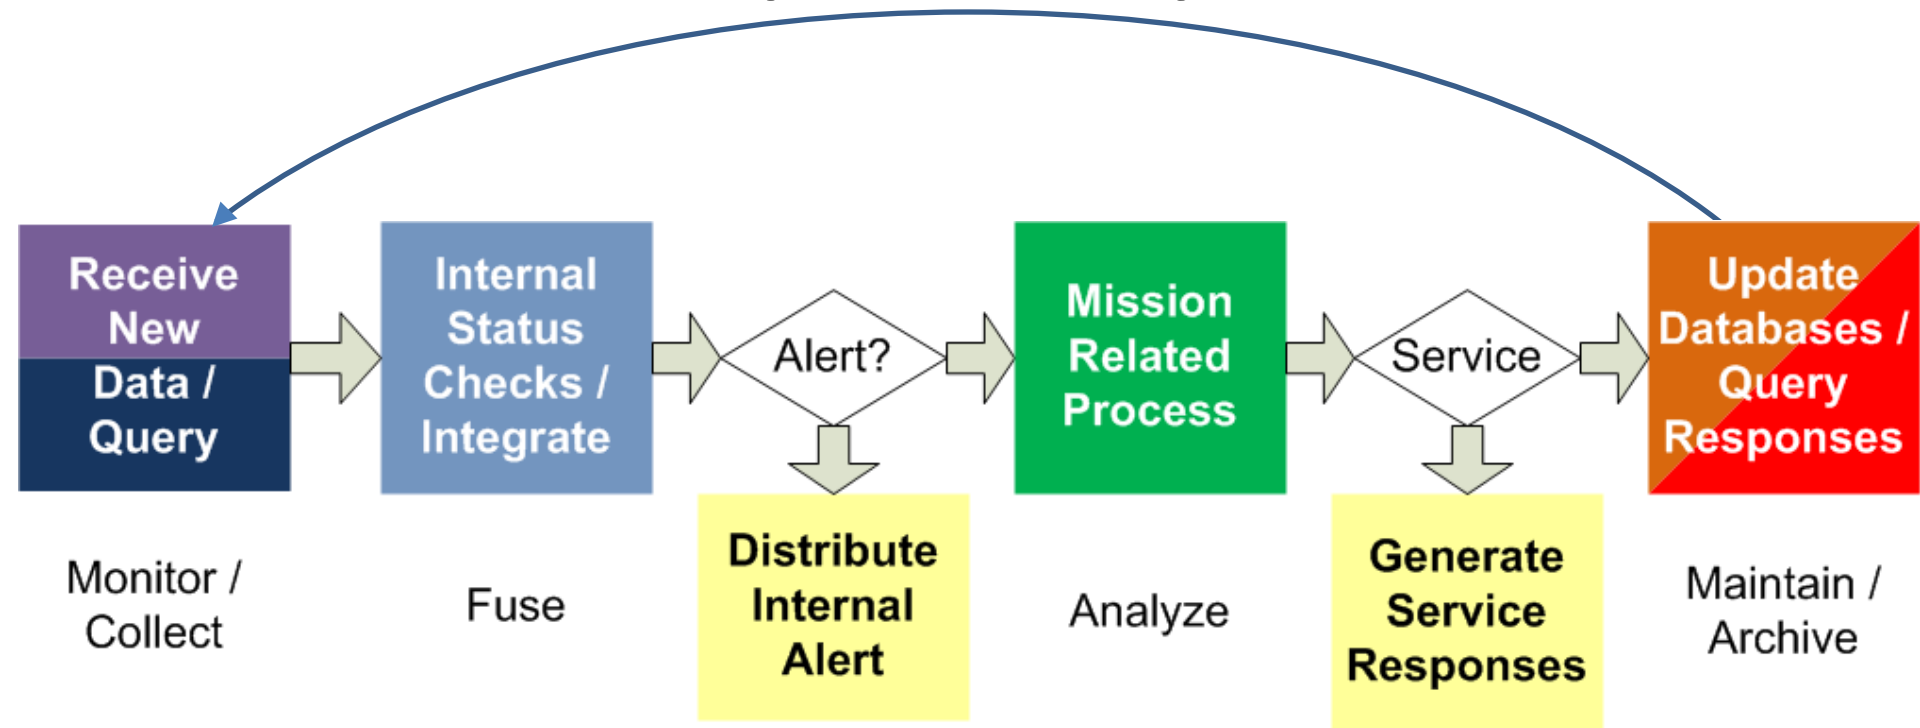 Receive
New
Data /
Query
Internal
Status
Checks /
Integrate
Alert?
Mission
Related
Process
Service
Update
Databases /
Query
Responses
Monitor /
Collect
Fuse
Distribute
Internal
Alert
Analyze
Generate
Service
Responses
Maintain /
Archive